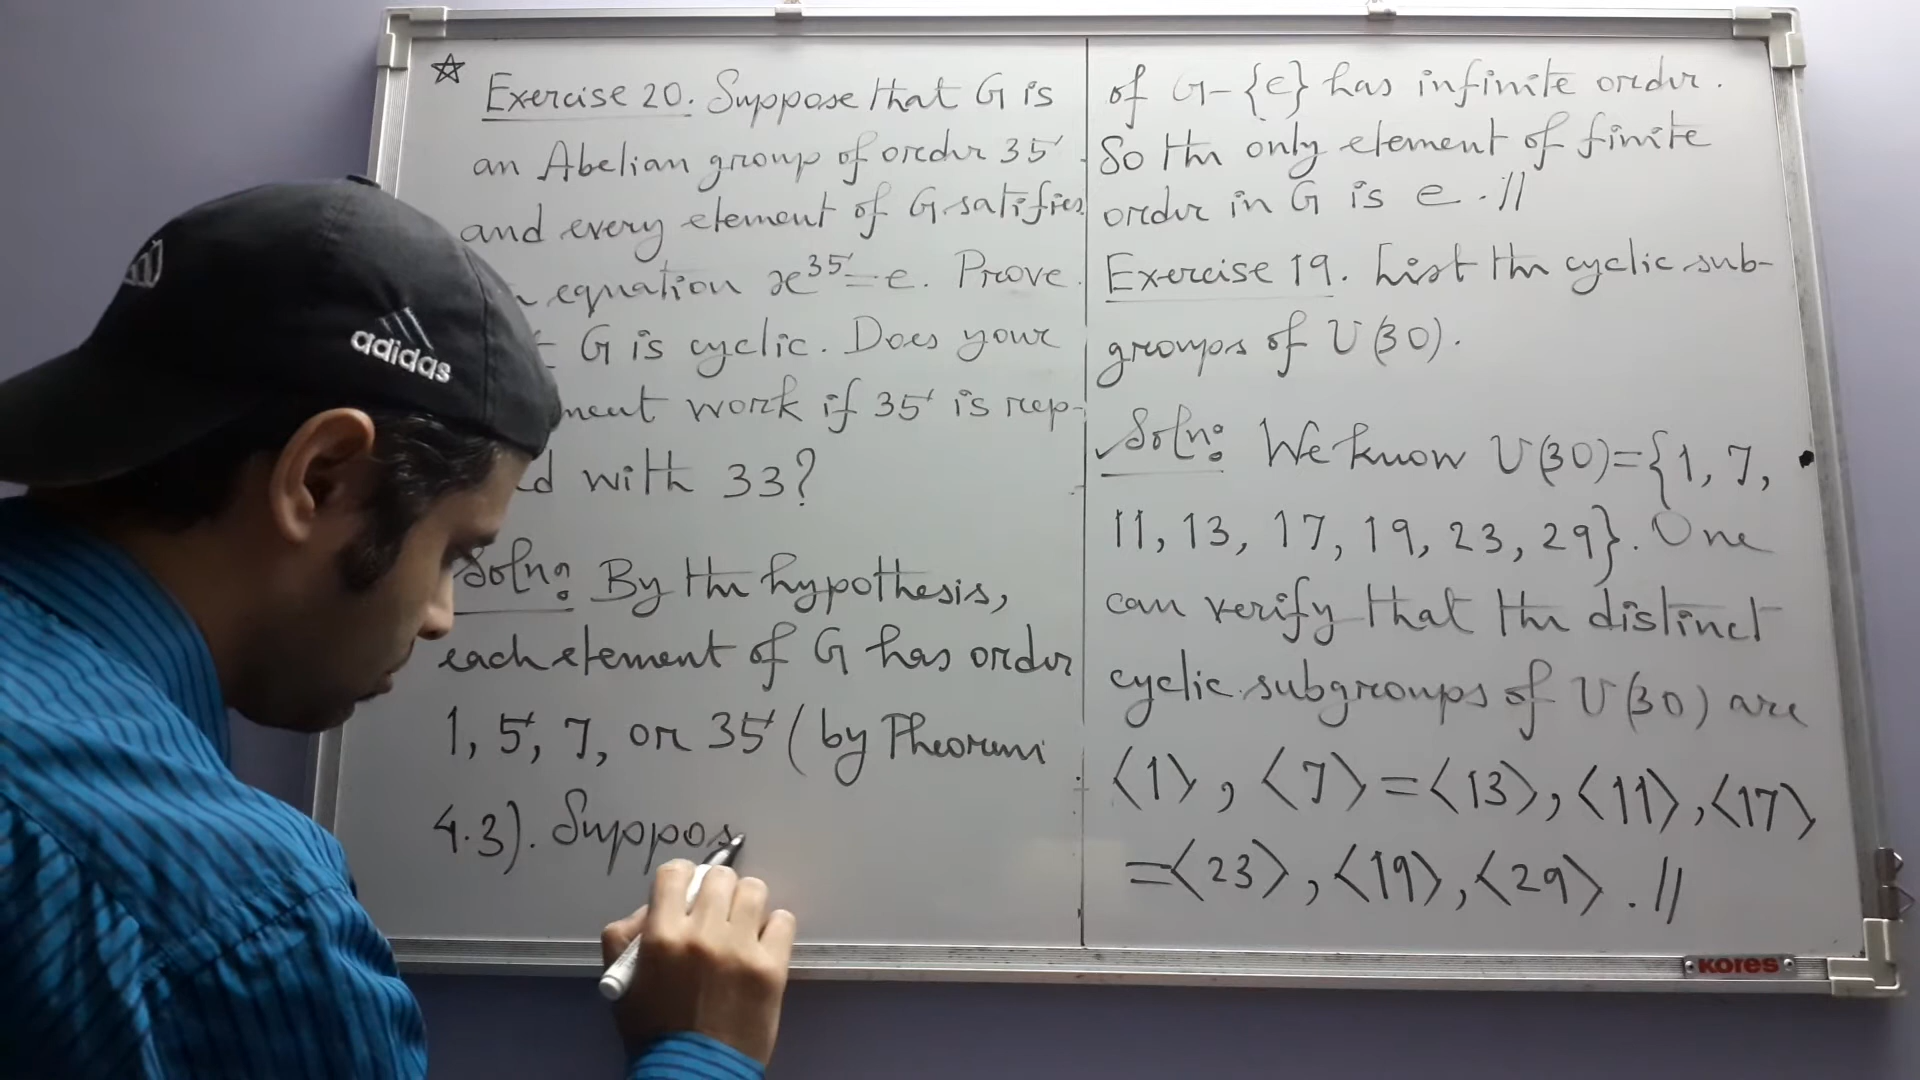 ☆ Exercise 20. Suppose that G is
an Abelian group of order 35
and every element of G satisfies
equation x³⁵=e. Prove
G is cyclic. Does your
ment work if 35 is rep-
d with 33?
Soln: By the hypothesis,
each element of G has order
1, 5, 7, or 35 (by Theorem
4.3). Suppos
of G-{e} has infinite order.
So the only element of finite
order in G is e.//
Exercise 19. List the cyclic sub-
groups of U(30).
Soln: We know U(30)={1, 7,
11, 13, 17, 19, 23, 29}. One
can verify that the distinct
cyclic subgroups of U(30) are
⟨1⟩, ⟨7⟩=⟨13⟩, ⟨11⟩, ⟨17⟩
=⟨23⟩, ⟨19⟩, ⟨29⟩.//
adidas
KORES